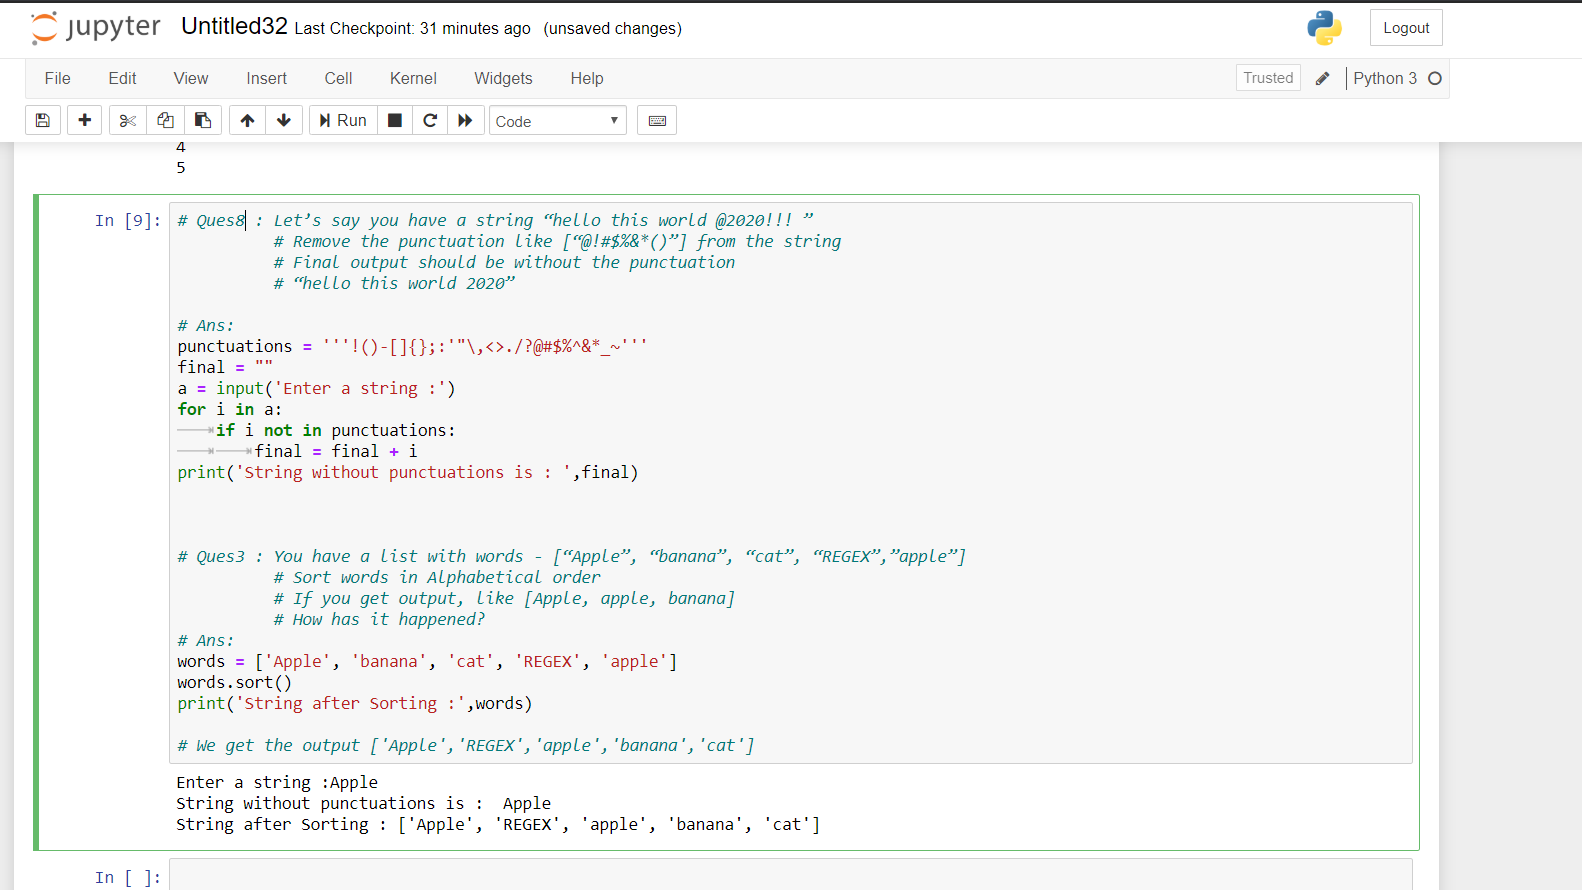 jupyter Untitled32 Last Checkpoint: 31 minutes ago (unsaved changes) Logout
File Edit View Insert Cell Kernel Widgets Help Trusted Python 3
Run Code
4
5
In [9]: # Ques8 : Let’s say you have a string “hello this world @2020!!! ”
# Remove the punctuation like [“@!#$%&*()”] from the string
# Final output should be without the punctuation
# “hello this world 2020”
# Ans:
punctuations = '''!()-[]{};:'"\,<>./?@#$%^&*_~'''
final = ""
a = input('Enter a string :')
for i in a:
if i not in punctuations:
final = final + i
print('String without punctuations is : ',final)
# Ques3 : You have a list with words - [“Apple”, “banana”, “cat”, “REGEX”,”apple”]
# Sort words in Alphabetical order
# If you get output, like [Apple, apple, banana]
# How has it happened?
# Ans:
words = ['Apple', 'banana', 'cat', 'REGEX', 'apple']
words.sort()
print('String after Sorting :',words)
# We get the output ['Apple','REGEX','apple','banana','cat']
Enter a string :Apple
String without punctuations is :  Apple
String after Sorting : ['Apple', 'REGEX', 'apple', 'banana', 'cat']
In [ ]: